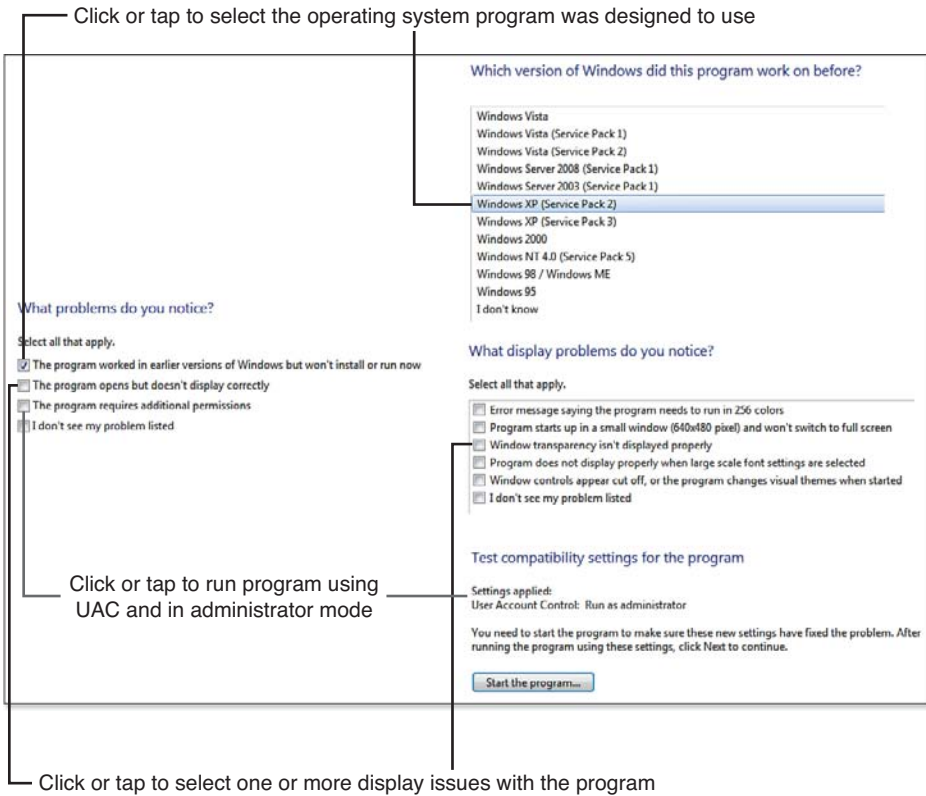 Click or tap to select the operating system program was designed to use
Which version of Windows did this program work on before?
Windows Vista
Windows Vista (Service Pack 1)
Windows Vista (Service Pack 2)
Windows Server 2008 (Service Pack 1)
Windows Server 2003 (Service Pack 1)
Windows XP (Service Pack 2)
Windows XP (Service Pack 3)
Windows 2000
Windows NT 4.0 (Service Pack 5)
Windows 98 / Windows ME
Windows 95
I don't know
What problems do you notice?
Select all that apply.
The program worked in earlier versions of Windows but won't install or run now
The program opens but doesn't display correctly
The program requires additional permissions
I don't see my problem listed
What display problems do you notice?
Select all that apply.
Error message saying the program needs to run in 256 colors
Program starts up in a small window (640x480 pixel) and won't switch to full screen
Window transparency isn't displayed properly
Program does not display properly when large scale font settings are selected
Window controls appear cut off, or the program changes visual themes when started
I don't see my problem listed
Click or tap to run program using
UAC and in administrator mode
Test compatibility settings for the program
Settings applied:
User Account Control: Run as administrator
You need to start the program to make sure these new settings have fixed the problem. After
running the program using these settings, click Next to continue.
Start the program...
Click or tap to select one or more display issues with the program